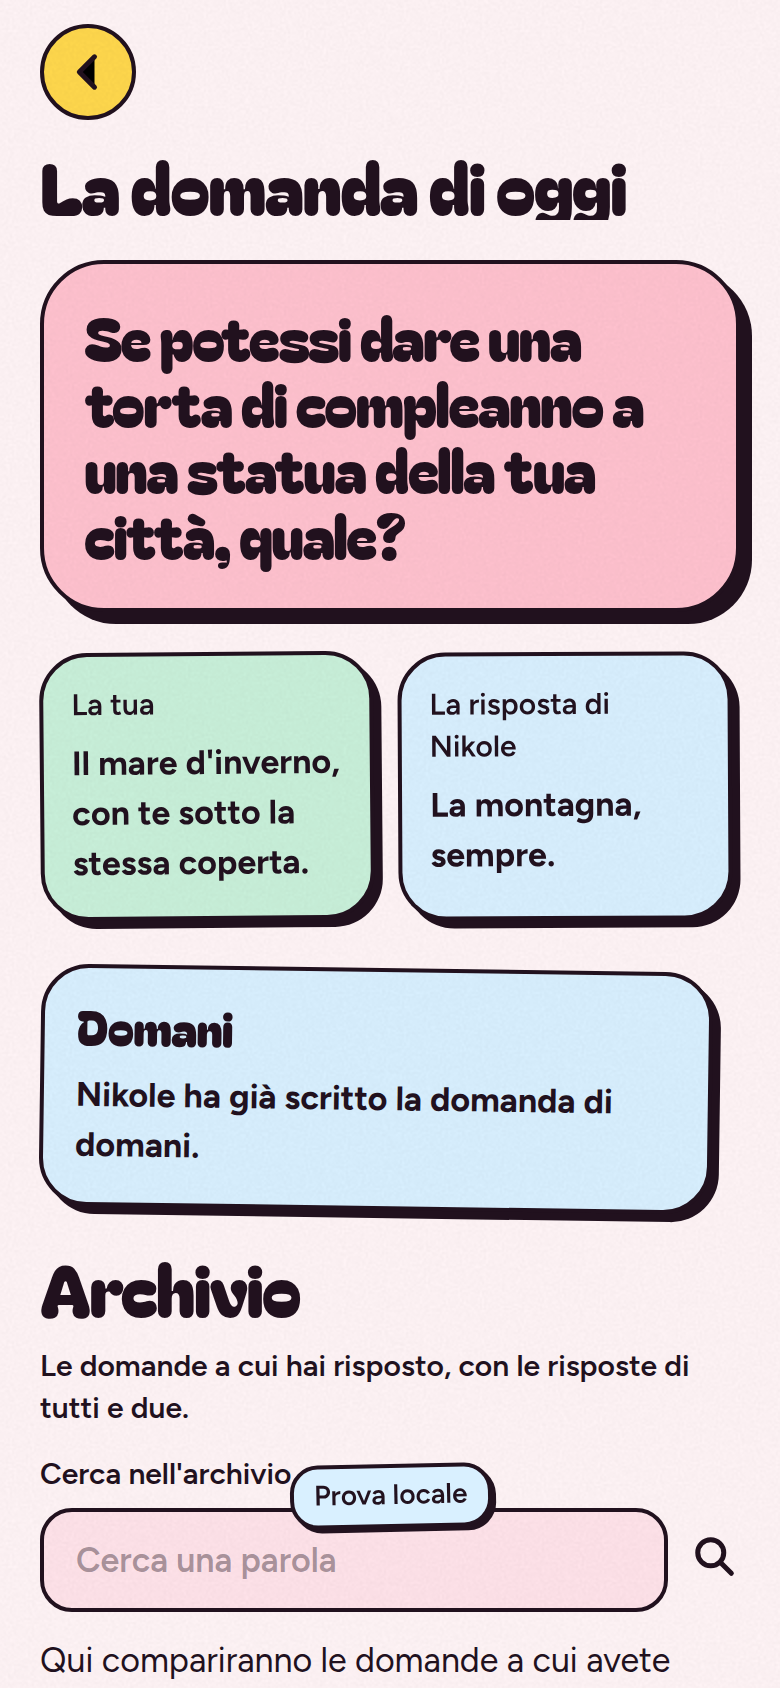 La domanda di oggi
Se potessi dare una
torta di compleanno a
una statua della tua
città, quale?
La tua
Il mare d'inverno,
con te sotto la
stessa coperta.
La risposta di
Nikole
La montagna,
sempre.
Domani
Nikole ha già scritto la domanda di
domani.
Archivio
Le domande a cui hai risposto, con le risposte di
tutti e due.
Cerca nell'archivio
Prova locale
Cerca una parola
Qui compariranno le domande a cui avete